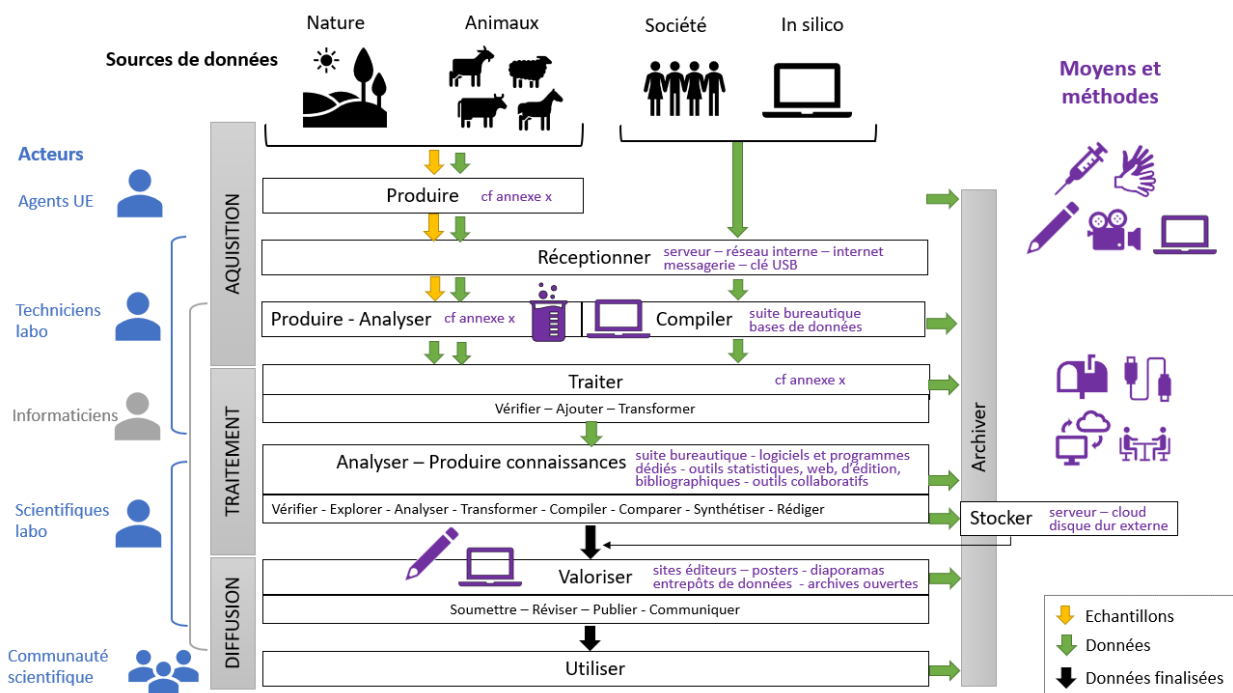 Nature
Animaux
Société
In silico
Sources de données
Moyens et
méthodes
Acteurs
Agents UE
Techniciens
labo
Informaticiens
Scientifiques
labo
Communauté
scientifique
AQUISITION
TRAITEMENT
DIFFUSION
Produire cf annexe x
Réceptionner serveur – réseau interne – internet
messagerie – clé USB
Produire - Analyser cf annexe x
Compiler suite bureautique
bases de données
Traiter cf annexe x
Vérifier – Ajouter – Transformer
Analyser – Produire connaissances suite bureautique - logiciels et programmes
dédiés - outils statistiques, web, d'édition,
bibliographiques - outils collaboratifs
Vérifier - Explorer - Analyser - Transformer - Compiler - Comparer - Synthétiser - Rédiger
Archiver
Stocker serveur – cloud
disque dur externe
Valoriser sites éditeurs – posters - diaporamas
entrepôts de données - archives ouvertes
Soumettre – Réviser – Publier - Communiquer
Utiliser
Echantillons
Données
Données finalisées